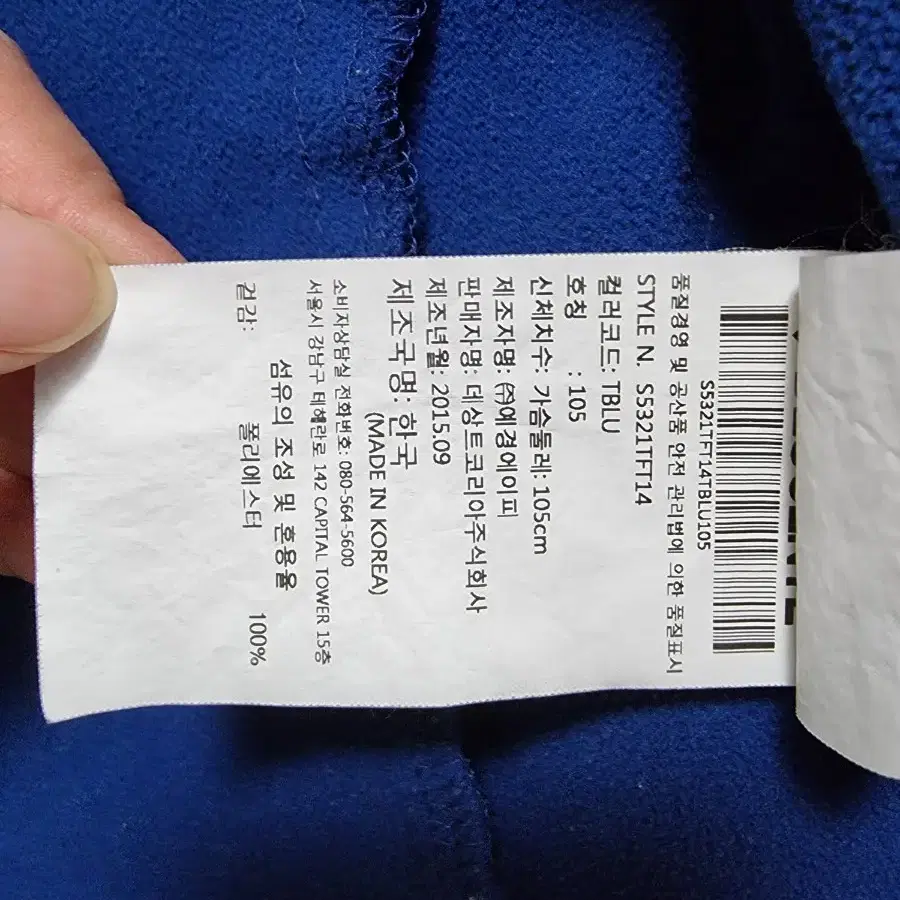 S5321TFT14TBLU105
품질경영 및 공산품 안전 관리법에 의한 품질표시
STYLE N. S5321TFT14
컬러코드: TBLU
호칭 : 105
신체치수: 가슴둘레: 105cm
제조자명: ㈜에경에이피
판매자명: 데상트코리아주식회사
제조년월: 2015.09
제조국명: 한국
(MADE IN KOREA)
소비자상담실 전화번호: 080-564-5600
서울시 강남구 테헤란로 142 CAPITAL TOWER 15층
섬유의 조성 및 혼용율
겉감: 폴리에스터 100%